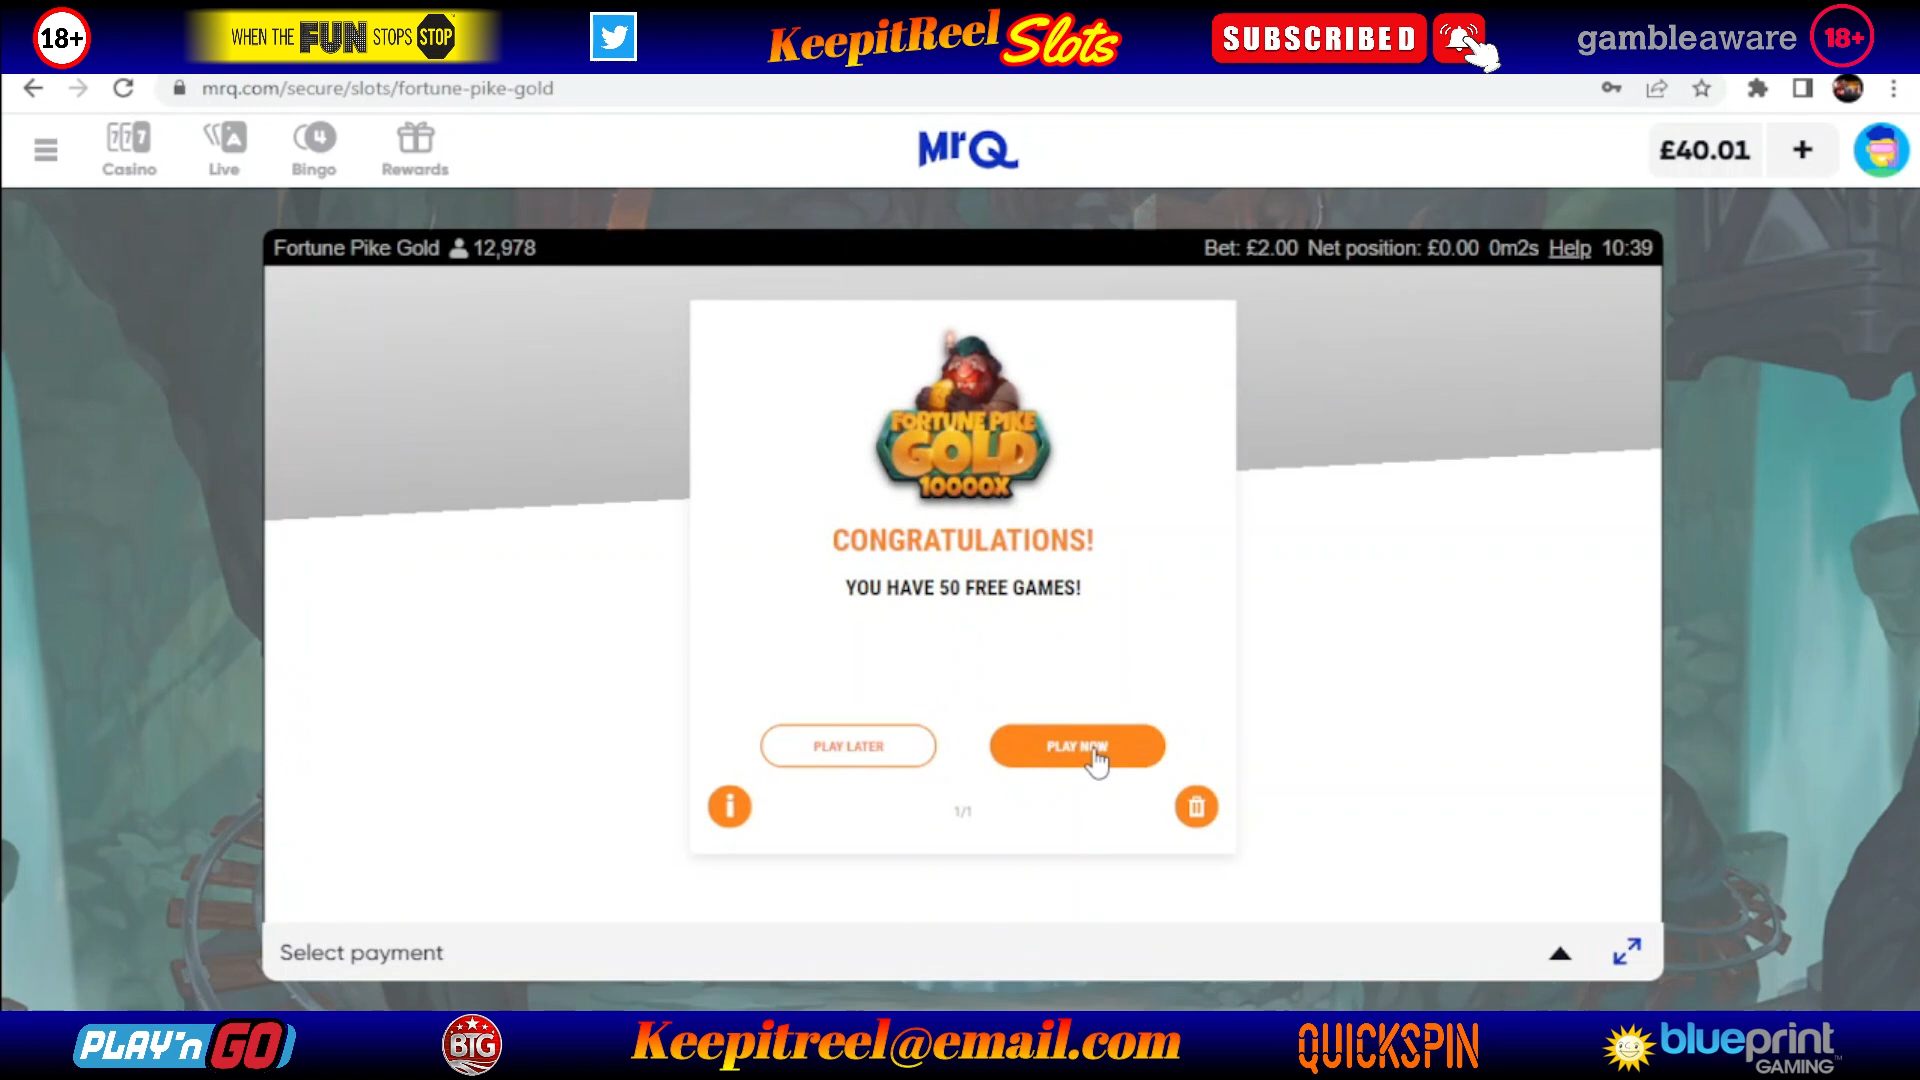 18+
WHEN THE FUN STOPS STOP
KeepitReel Slots
SUBSCRIBED
gambleaware 18+
mrq.com/secure/slots/fortune-pike-gold
777
A
4
Casino
Live
Bingo
Rewards
MrQ
£40.01
+
Fortune Pike Gold 12,978
Bet: £2.00 Net position: £0.00 0m2s Help 10:39
FORTUNE PIKE
GOLD
10000X
CONGRATULATIONS!
YOU HAVE 50 FREE GAMES!
PLAY LATER
PLAY NOW
i
1/1
Select payment
PLAY'n GO
BTG
Keepitreel@email.com
QUICKSPIN
blueprint
GAMING